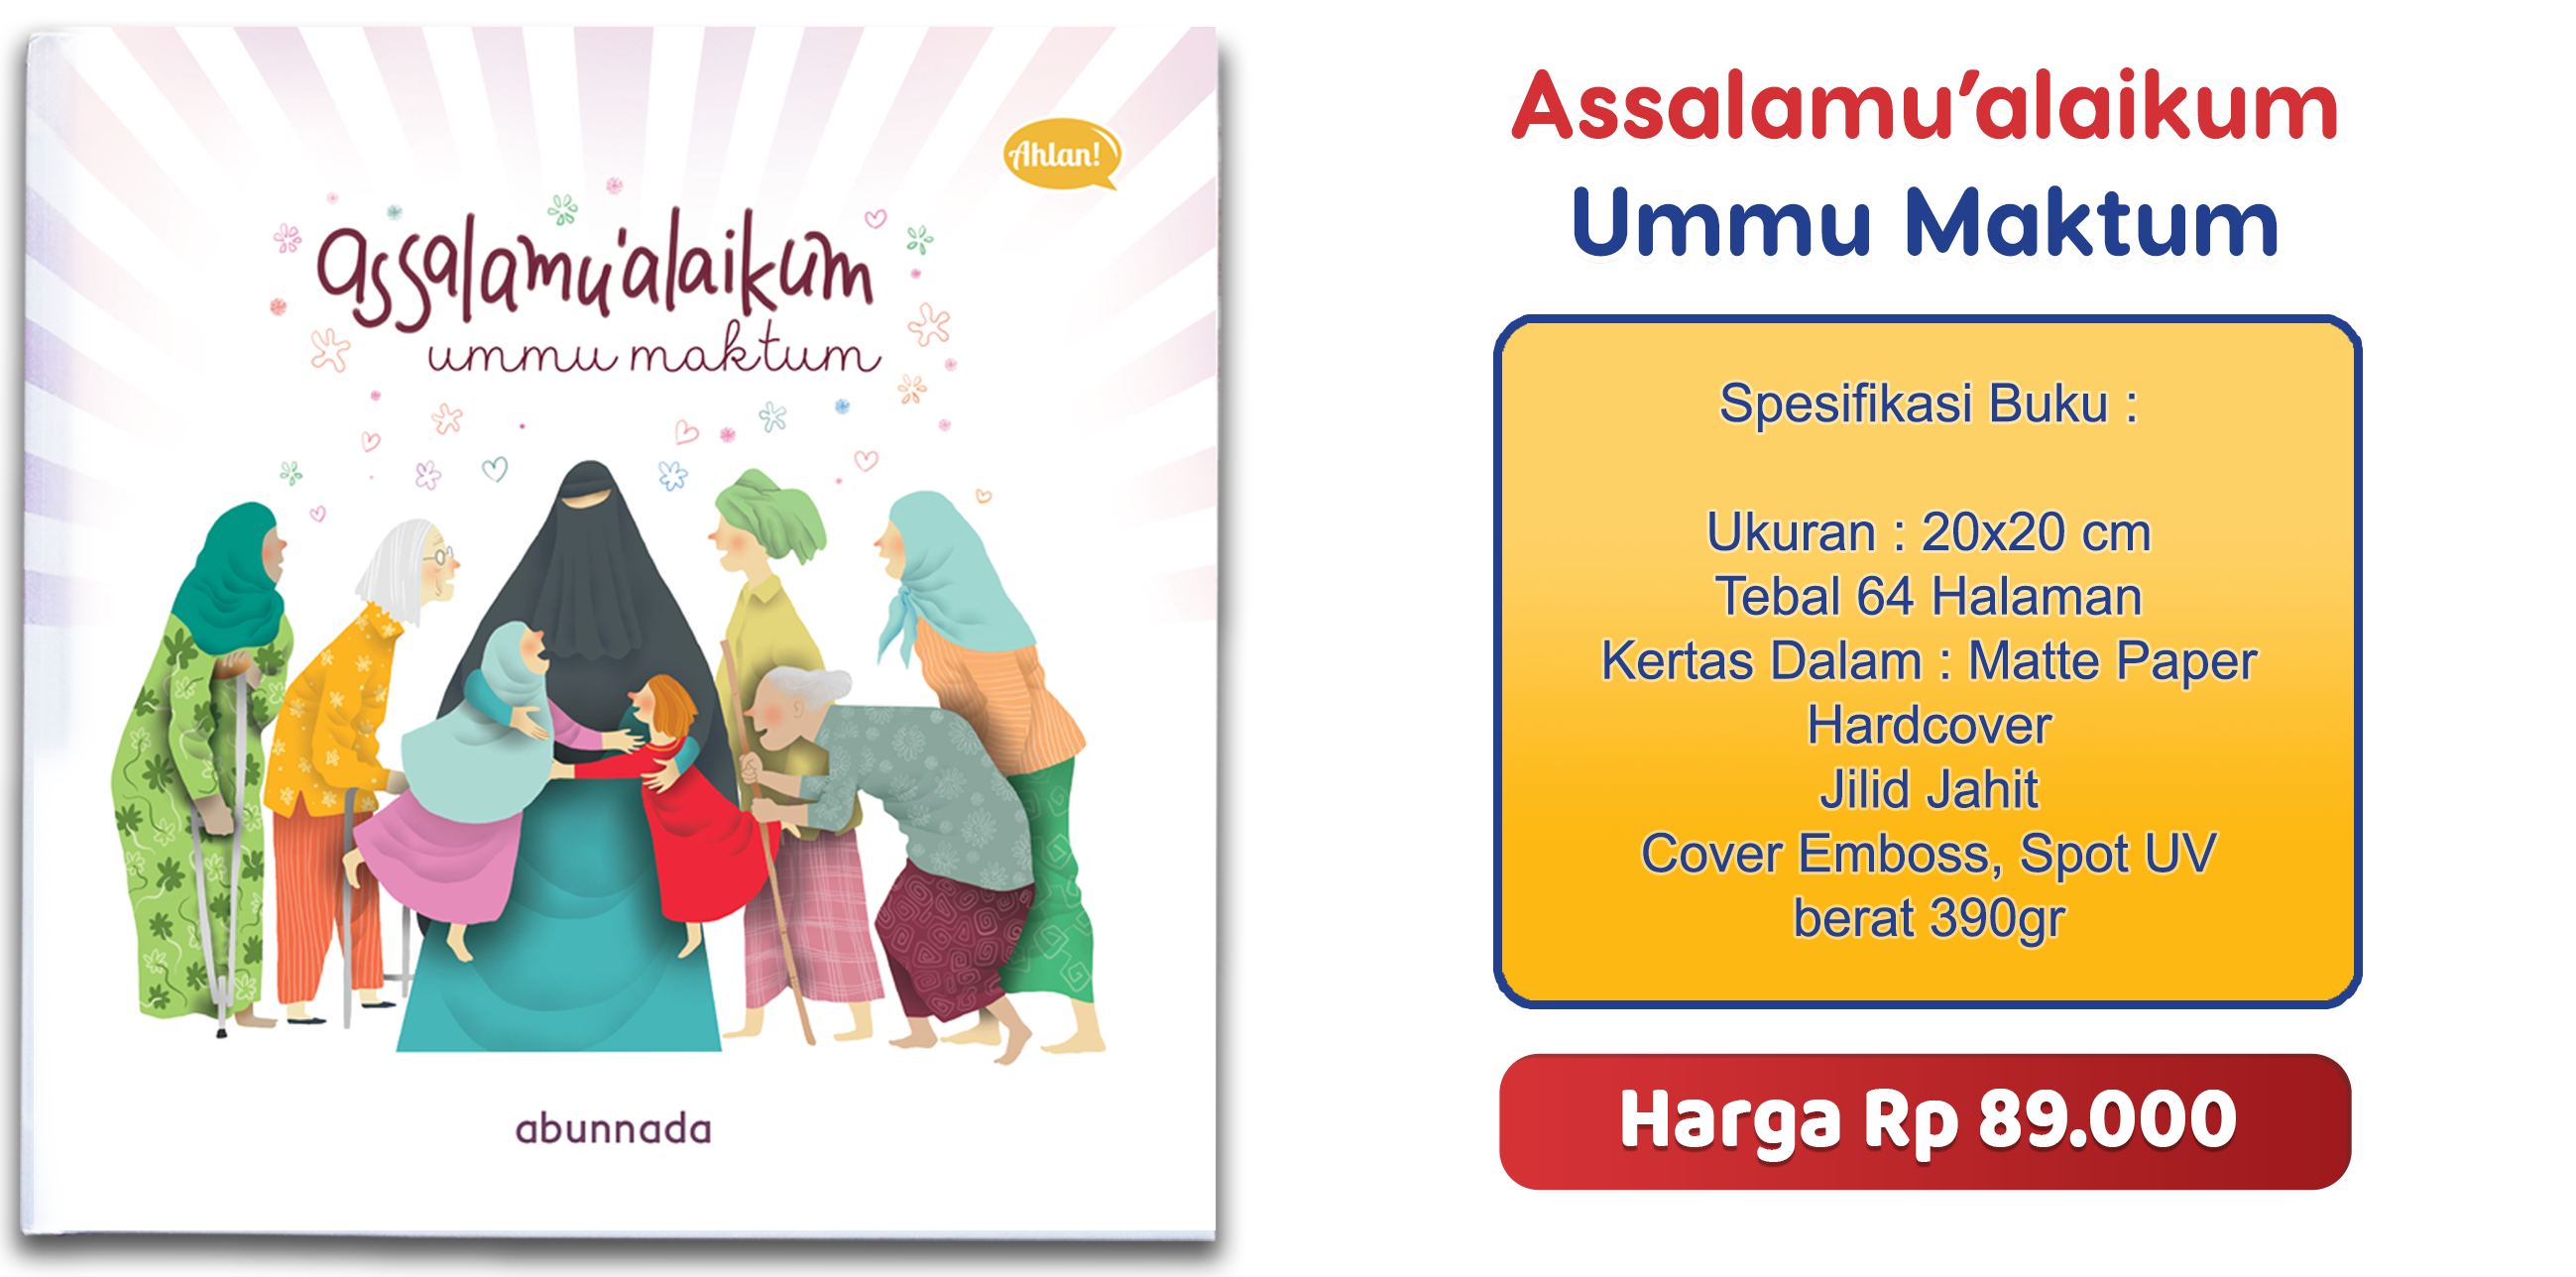 Ahlan!
assalamu'alaikum
ummu maktum
abunnada
Assalamu'alaikum
Ummu Maktum
Spesifikasi Buku :
Ukuran : 20x20 cm
Tebal 64 Halaman
Kertas Dalam : Matte Paper
Hardcover
Jilid Jahit
Cover Emboss, Spot UV
berat 390gr
Harga Rp 89.000